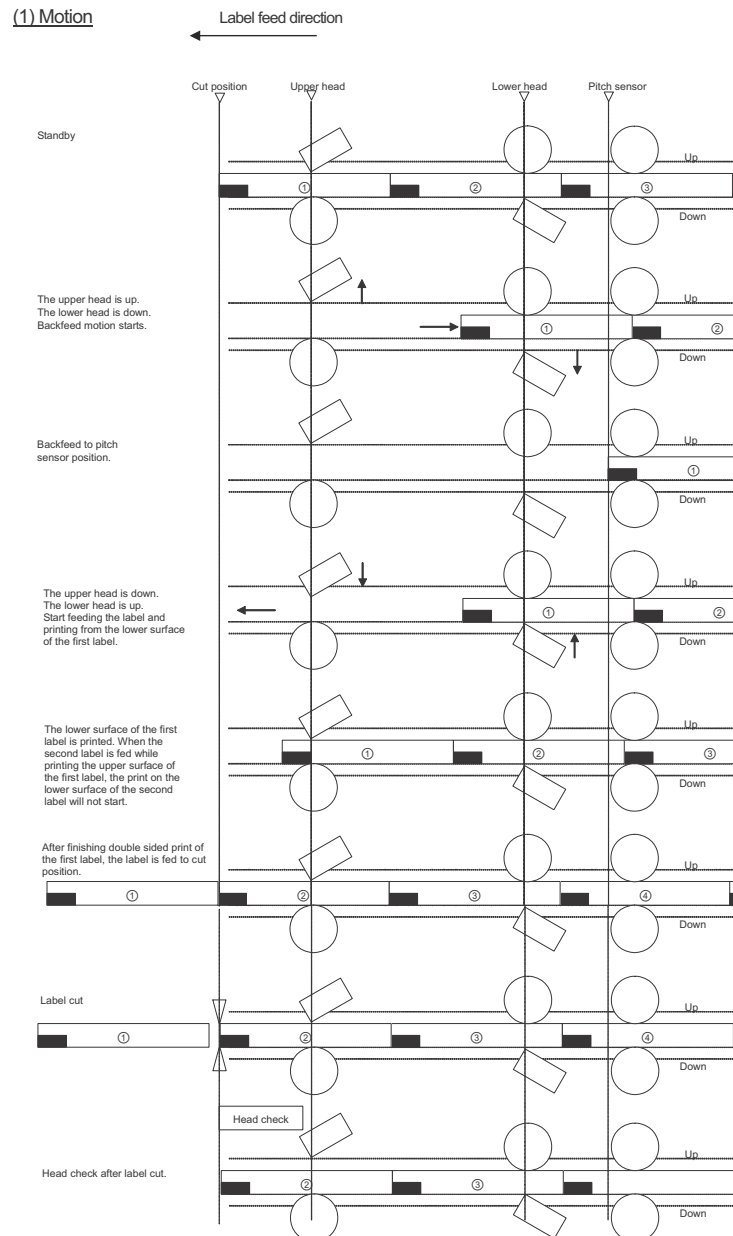 (1) Motion
Label feed direction
Cut position
Upper head
Lower head
Pitch sensor
Standby
Up
① ② ③
Down
The upper head is up.
The lower head is down.
Backfeed motion starts.
Up
① ②
Down
Backfeed to pitch
sensor position.
Up
①
Down
The upper head is down.
The lower head is up.
Start feeding the label and
printing from the lower surface
of the first label.
Up
① ②
Down
The lower surface of the first
label is printed. When the
second label is fed while
printing the upper surface of
the first label, the print on the
lower surface of the second
label will not start.
Up
① ② ③
Down
After finishing double sided print of
the first label, the label is fed to cut
position.
Up
① ② ③ ④
Down
Label cut
Up
① ② ③ ④
Down
Head check
Up
Head check after label cut.
② ③
Down